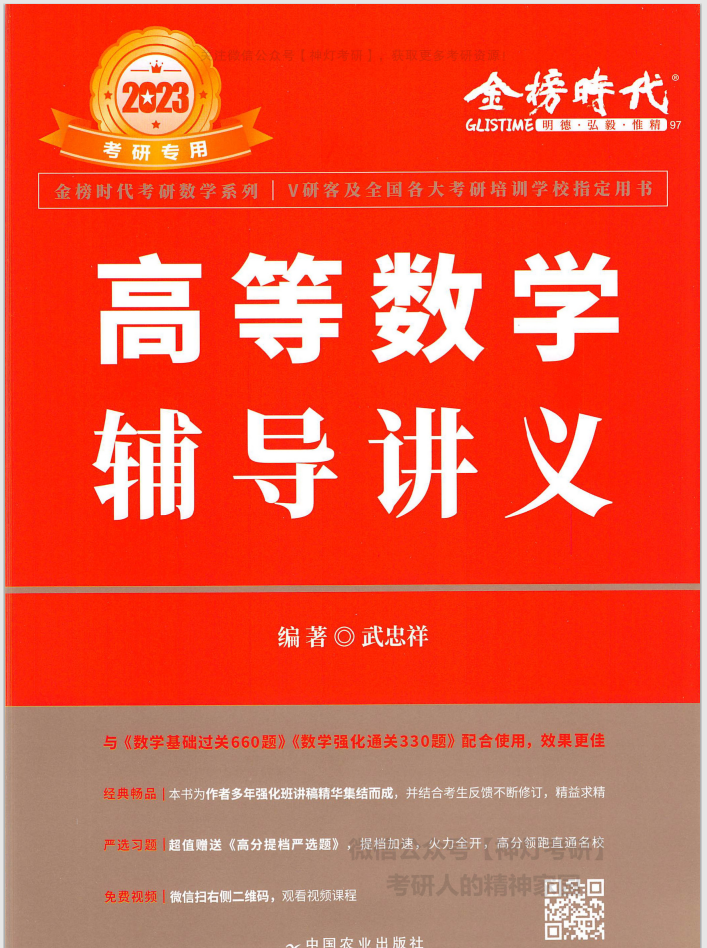 关注微信公众号【神灯考研】，获取更多考研资源
2023
考研专用
金榜時代®
GLISTIME 明德·弘毅·惟精 97
金榜时代考研数学系列 | V研客及全国各大考研培训学校指定用书
高等数学
辅导讲义
编著◎武忠祥
与《数学基础过关660题》《数学强化通关330题》配合使用，效果更佳
经典畅品 | 本书为作者多年强化班讲稿精华集结而成，并结合考生反馈不断修订，精益求精
严选习题 | 超值赠送《高分提档严选题》，提档加速，火力全开，高分领跑直通名校
微信公众号【神灯考研】
考研人的精神家园
免费视频 | 微信扫右侧二维码，观看视频课程
中国农业出版社